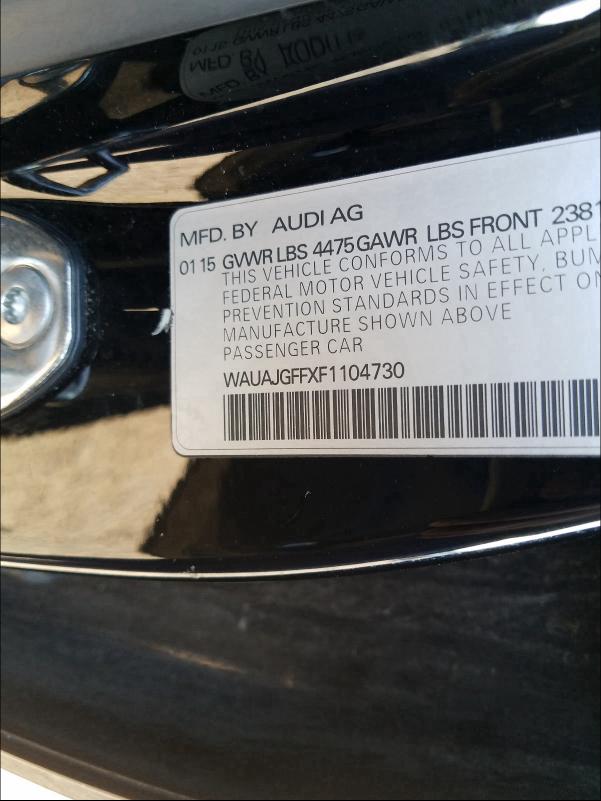 MFD. BY AUDI AG
01 15 GVWR LBS 4475 GAWR LBS FRONT 2381
THIS VEHICLE CONFORMS TO ALL APPL
FEDERAL MOTOR VEHICLE SAFETY, BUM
PREVENTION STANDARDS IN EFFECT ON
MANUFACTURE SHOWN ABOVE
PASSENGER CAR
WAUAJGFFXF1104730